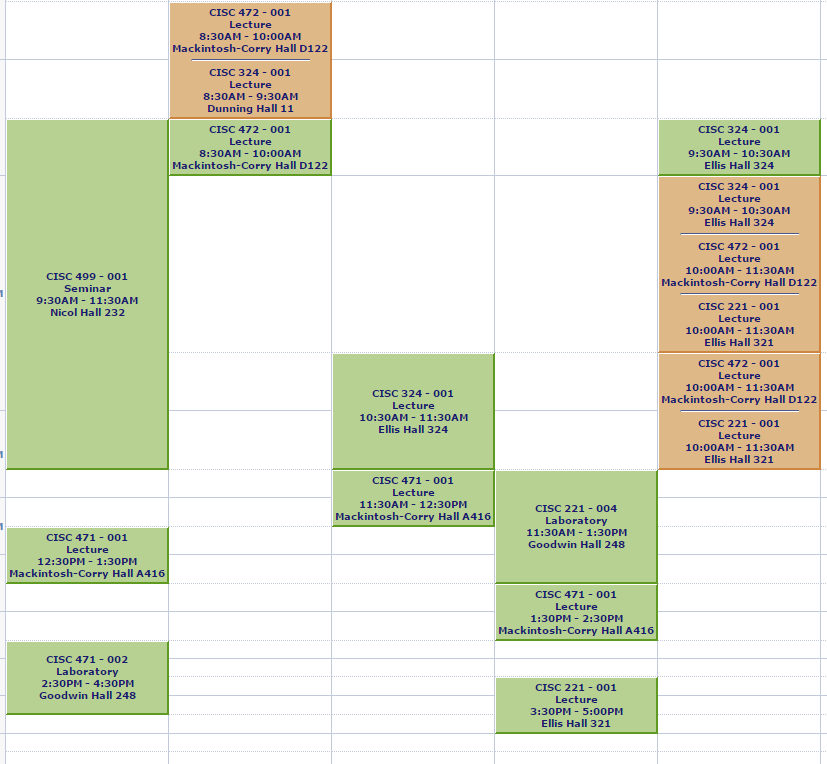 CISC 472 - 001
Lecture
8:30AM - 10:00AM
Mackintosh-Corry Hall D122
CISC 324 - 001
Lecture
8:30AM - 9:30AM
Dunning Hall 11
CISC 472 - 001
Lecture
8:30AM - 10:00AM
Mackintosh-Corry Hall D122
CISC 324 - 001
Lecture
9:30AM - 10:30AM
Ellis Hall 324
CISC 499 - 001
Seminar
9:30AM - 11:30AM
Nicol Hall 232
CISC 324 - 001
Lecture
9:30AM - 10:30AM
Ellis Hall 324
CISC 472 - 001
Lecture
10:00AM - 11:30AM
Mackintosh-Corry Hall D122
CISC 221 - 001
Lecture
10:00AM - 11:30AM
Ellis Hall 321
CISC 324 - 001
Lecture
10:30AM - 11:30AM
Ellis Hall 324
CISC 472 - 001
Lecture
10:00AM - 11:30AM
Mackintosh-Corry Hall D122
CISC 221 - 001
Lecture
10:00AM - 11:30AM
Ellis Hall 321
CISC 471 - 001
Lecture
11:30AM - 12:30PM
Mackintosh-Corry Hall A416
CISC 221 - 004
Laboratory
11:30AM - 1:30PM
Goodwin Hall 248
CISC 471 - 001
Lecture
12:30PM - 1:30PM
Mackintosh-Corry Hall A416
CISC 471 - 001
Lecture
1:30PM - 2:30PM
Mackintosh-Corry Hall A416
CISC 471 - 002
Laboratory
2:30PM - 4:30PM
Goodwin Hall 248
CISC 221 - 001
Lecture
3:30PM - 5:00PM
Ellis Hall 321